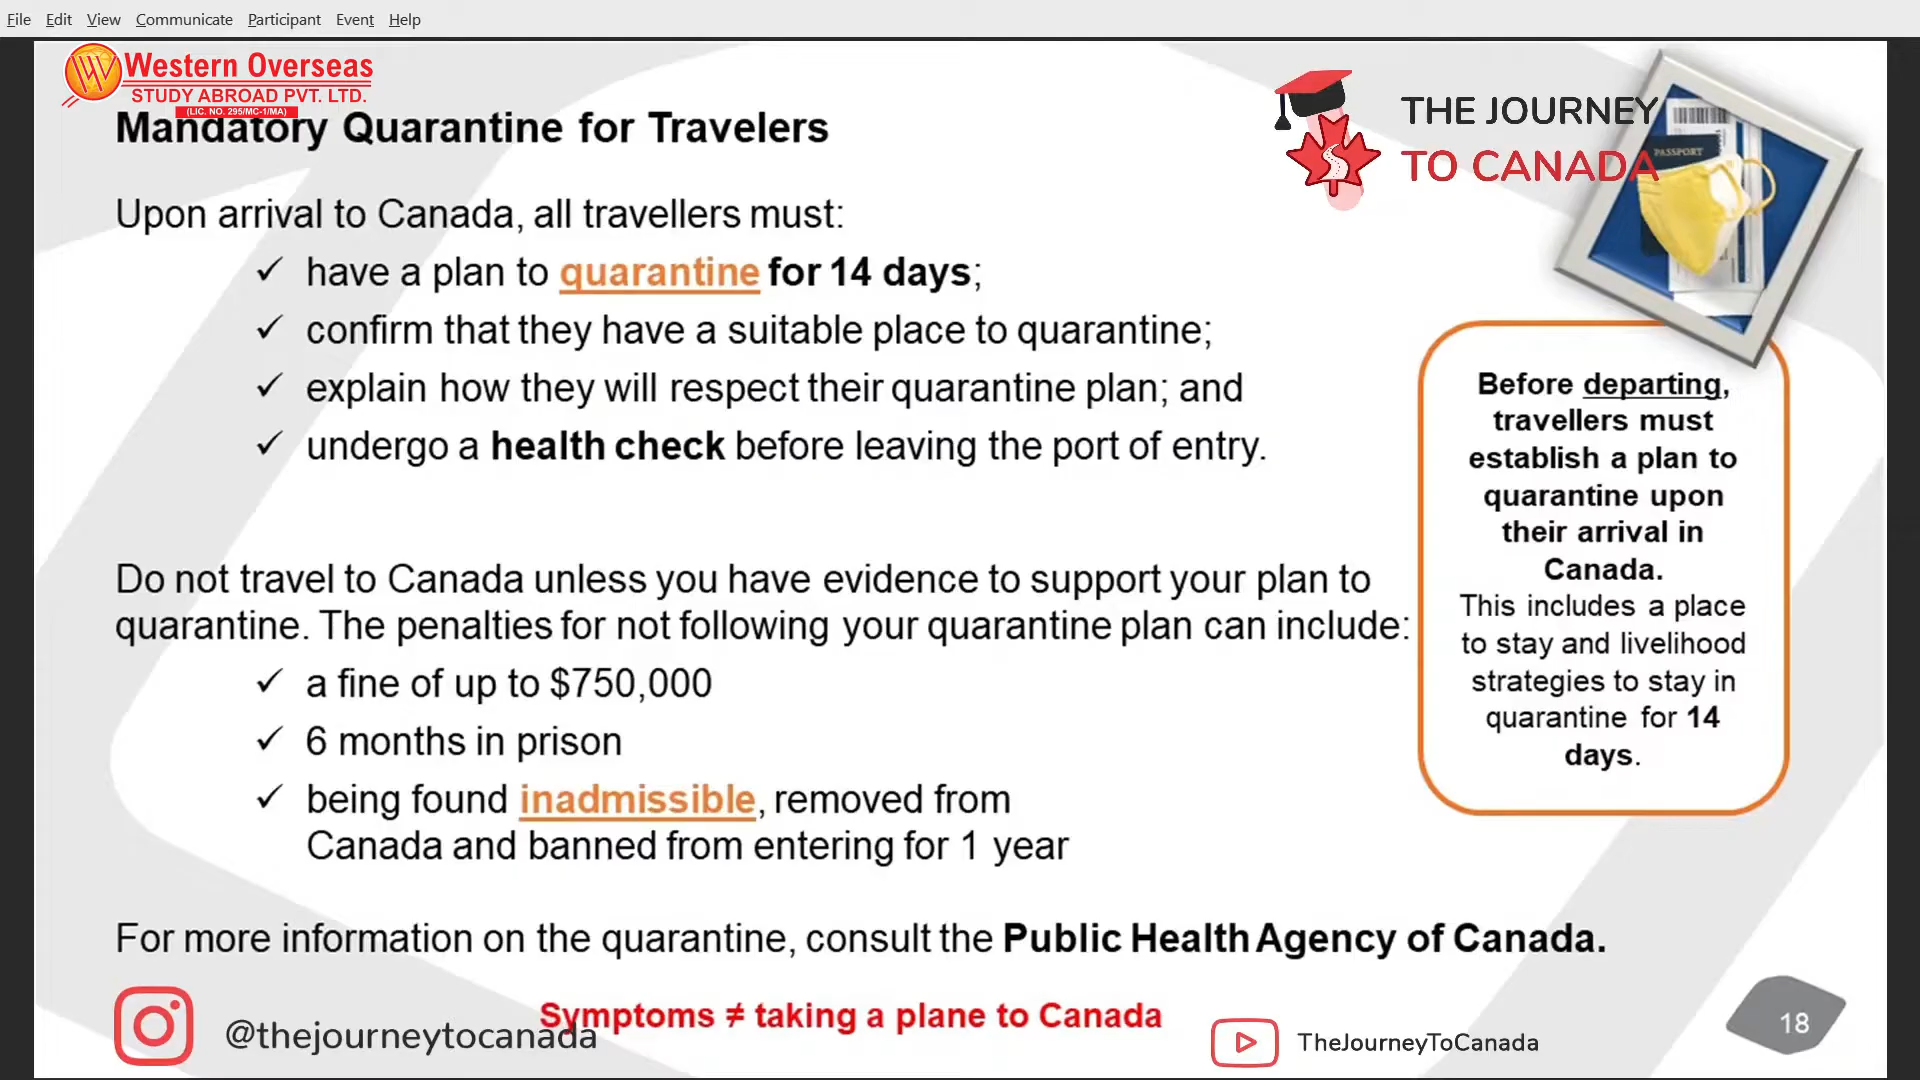 File Edit View Communicate Participant Event Help
Western Overseas
STUDY ABROAD PVT. LTD.
(LIC. NO. 295/MC-1/MA)
Mandatory Quarantine for Travelers
THE JOURNEY
TO CANADA
PASSPORT
Upon arrival to Canada, all travellers must:
✓ have a plan to quarantine for 14 days;
✓ confirm that they have a suitable place to quarantine;
✓ explain how they will respect their quarantine plan; and
✓ undergo a health check before leaving the port of entry.
Do not travel to Canada unless you have evidence to support your plan to
quarantine. The penalties for not following your quarantine plan can include:
✓ a fine of up to $750,000
✓ 6 months in prison
✓ being found inadmissible, removed from
Canada and banned from entering for 1 year
Before departing,
travellers must
establish a plan to
quarantine upon
their arrival in
Canada.
This includes a place
to stay and livelihood
strategies to stay in
quarantine for 14
days.
For more information on the quarantine, consult the Public Health Agency of Canada.
Symptoms ≠ taking a plane to Canada
@thejourneytocanada
TheJourneyToCanada
18